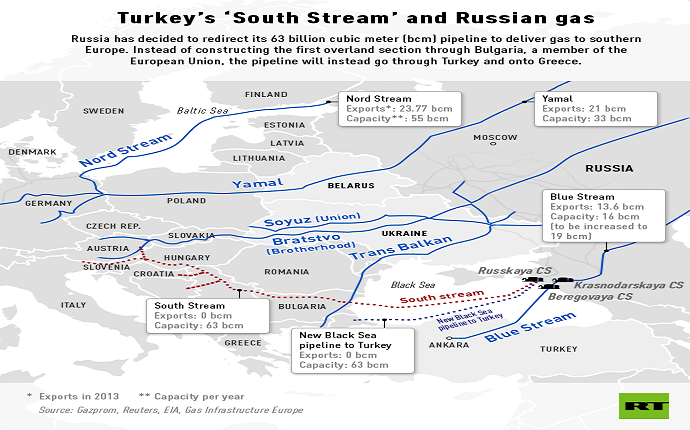 Turkey's 'South Stream' and Russian gas
Russia has decided to redirect its 63 billion cubic meter (bcm) pipeline to deliver gas to southern
Europe. Instead of constructing the first overland section through Bulgaria, a member of the
European Union, the pipeline will instead go through Turkey and onto Greece.
FINLAND
Nord Stream
Exports*: 23.77 bcm
Capacity**: 55 bcm
Yamal
Exports: 21 bcm
Capacity: 33 bcm
SWEDEN
Baltic Sea
ESTONIA
MOSCOW
LATVIA
DENMARK
Nord Stream
LITHUANIA
RUSSIA
Yamal
BELARUS
GERMANY
POLAND
Blue Stream
Exports: 13.6 bcm
Capacity: 16 bcm
(to be increased to
19 bcm)
CZECH REP.
Soyuz (Union)
SLOVAKIA
Bratstvo
(Brotherhood)
UKRAINE
Trans Balkan
AUSTRIA
HUNGARY
SLOVENIA
CROATIA
ROMANIA
Black Sea
Russkaya CS
Krasnodarskaya CS
Beregovaya CS
South stream
ITALY
South Stream
Exports: 0 bcm
Capacity: 63 bcm
BULGARIA
New Black Sea
pipeline to Turkey
Blue Stream
New Black Sea
pipeline to Turkey
Exports: 0 bcm
Capacity: 63 bcm
GREECE
ANKARA
TURKEY
* Exports in 2013 ** Capacity per year
Source: Gazprom, Reuters, EIA, Gas Infrastructure Europe
RT